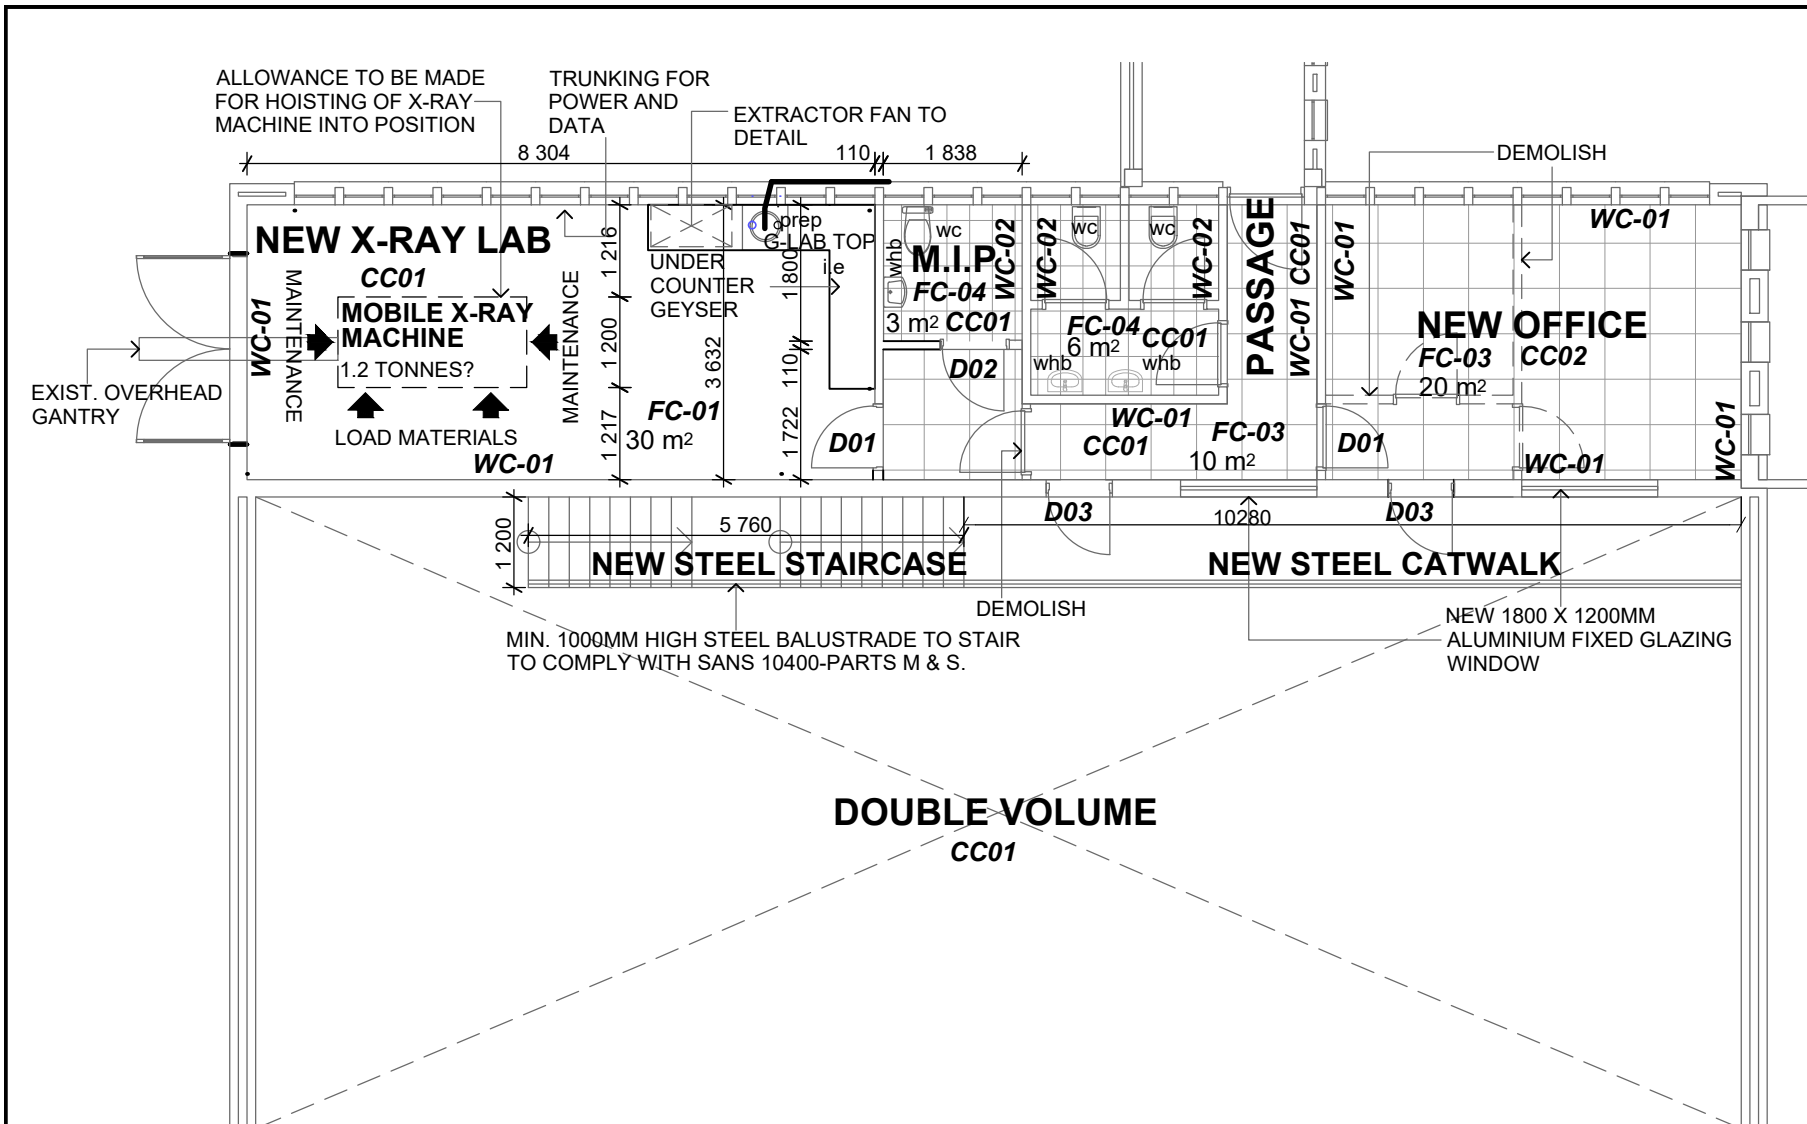 ALLOWANCE TO BE MADE
FOR HOISTING OF X-RAY
MACHINE INTO POSITION
TRUNKING FOR
POWER AND
DATA
EXTRACTOR FAN TO
DETAIL
8 304
110
1 838
DEMOLISH
NEW X-RAY LAB
CC01
MAINTENANCE
WC-01
MOBILE X-RAY
MACHINE
1.2 TONNES?
MAINTENANCE
LOAD MATERIALS
WC-01
EXIST. OVERHEAD
GANTRY
1 216
1 200
1 217
3 632
FC-01
30 m2
UNDER
COUNTER
GEYSER
prep
G-LAB TOP
i.e
1 800
110
1 722
D01
whb
wc
M.I.P
FC-04
3 m2
CC01
WC-02
D02
WC-02
wc
wc
WC-02
FC-04
6 m2
CC01
whb
whb
PASSAGE
WC-01
CC01
WC-01
CC01
FC-03
10 m2
WC-01
WC-01
NEW OFFICE
FC-03
CC02
20 m2
D01
WC-01
WC-01
1 200
5 760
NEW STEEL STAIRCASE
D03
10280
D03
NEW STEEL CATWALK
DEMOLISH
MIN. 1000MM HIGH STEEL BALUSTRADE TO STAIR
TO COMPLY WITH SANS 10400-PARTS M & S.
NEW 1800 X 1200MM
ALUMINIUM FIXED GLAZING
WINDOW
DOUBLE VOLUME
CC01